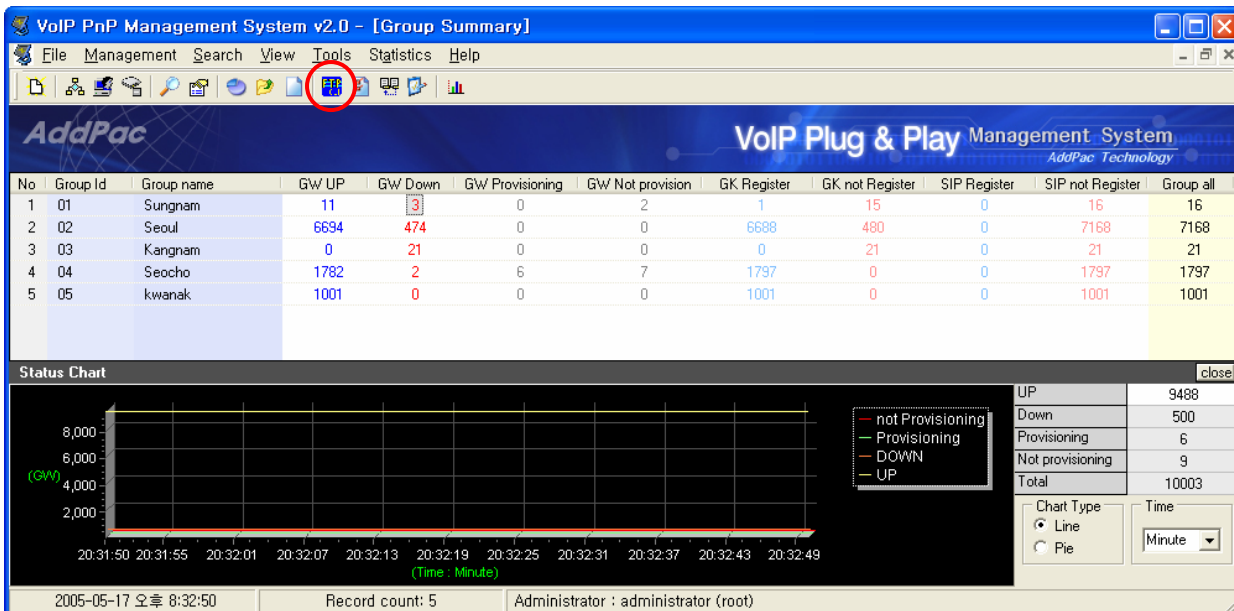 VoIP PnP Management System v2.0 - [Group Summary]
File Management Search View Tools Statistics Help
AddPac
VoIP Plug & Play Management System
AddPac Technology
No Group Id Group name GW UP GW Down GW Provisioning GW Not provision GK Register GK not Register SIP Register SIP not Register Group all
1 01 Sungnam 11 3 0 2 1 15 0 16 16
2 02 Seoul 6694 474 0 0 6688 480 0 7168 7168
3 03 Kangnam 0 21 0 0 0 21 0 21 21
4 04 Seocho 1782 2 6 7 1797 0 0 1797 1797
5 05 kwanak 1001 0 0 0 1001 0 0 1001 1001
Status Chart close
8,000
6,000
(GW)
4,000
2,000
20:31:50 20:31:55 20:32:01 20:32:07 20:32:13 20:32:19 20:32:25 20:32:31 20:32:37 20:32:43 20:32:49
(Time : Minute)
not Provisioning
Provisioning
DOWN
UP
UP 9488
Down 500
Provisioning 6
Not provisioning 9
Total 10003
Chart Type
Line
Pie
Time
Minute
2005-05-17 오후 8:32:50 Record count: 5 Administrator : administrator (root)